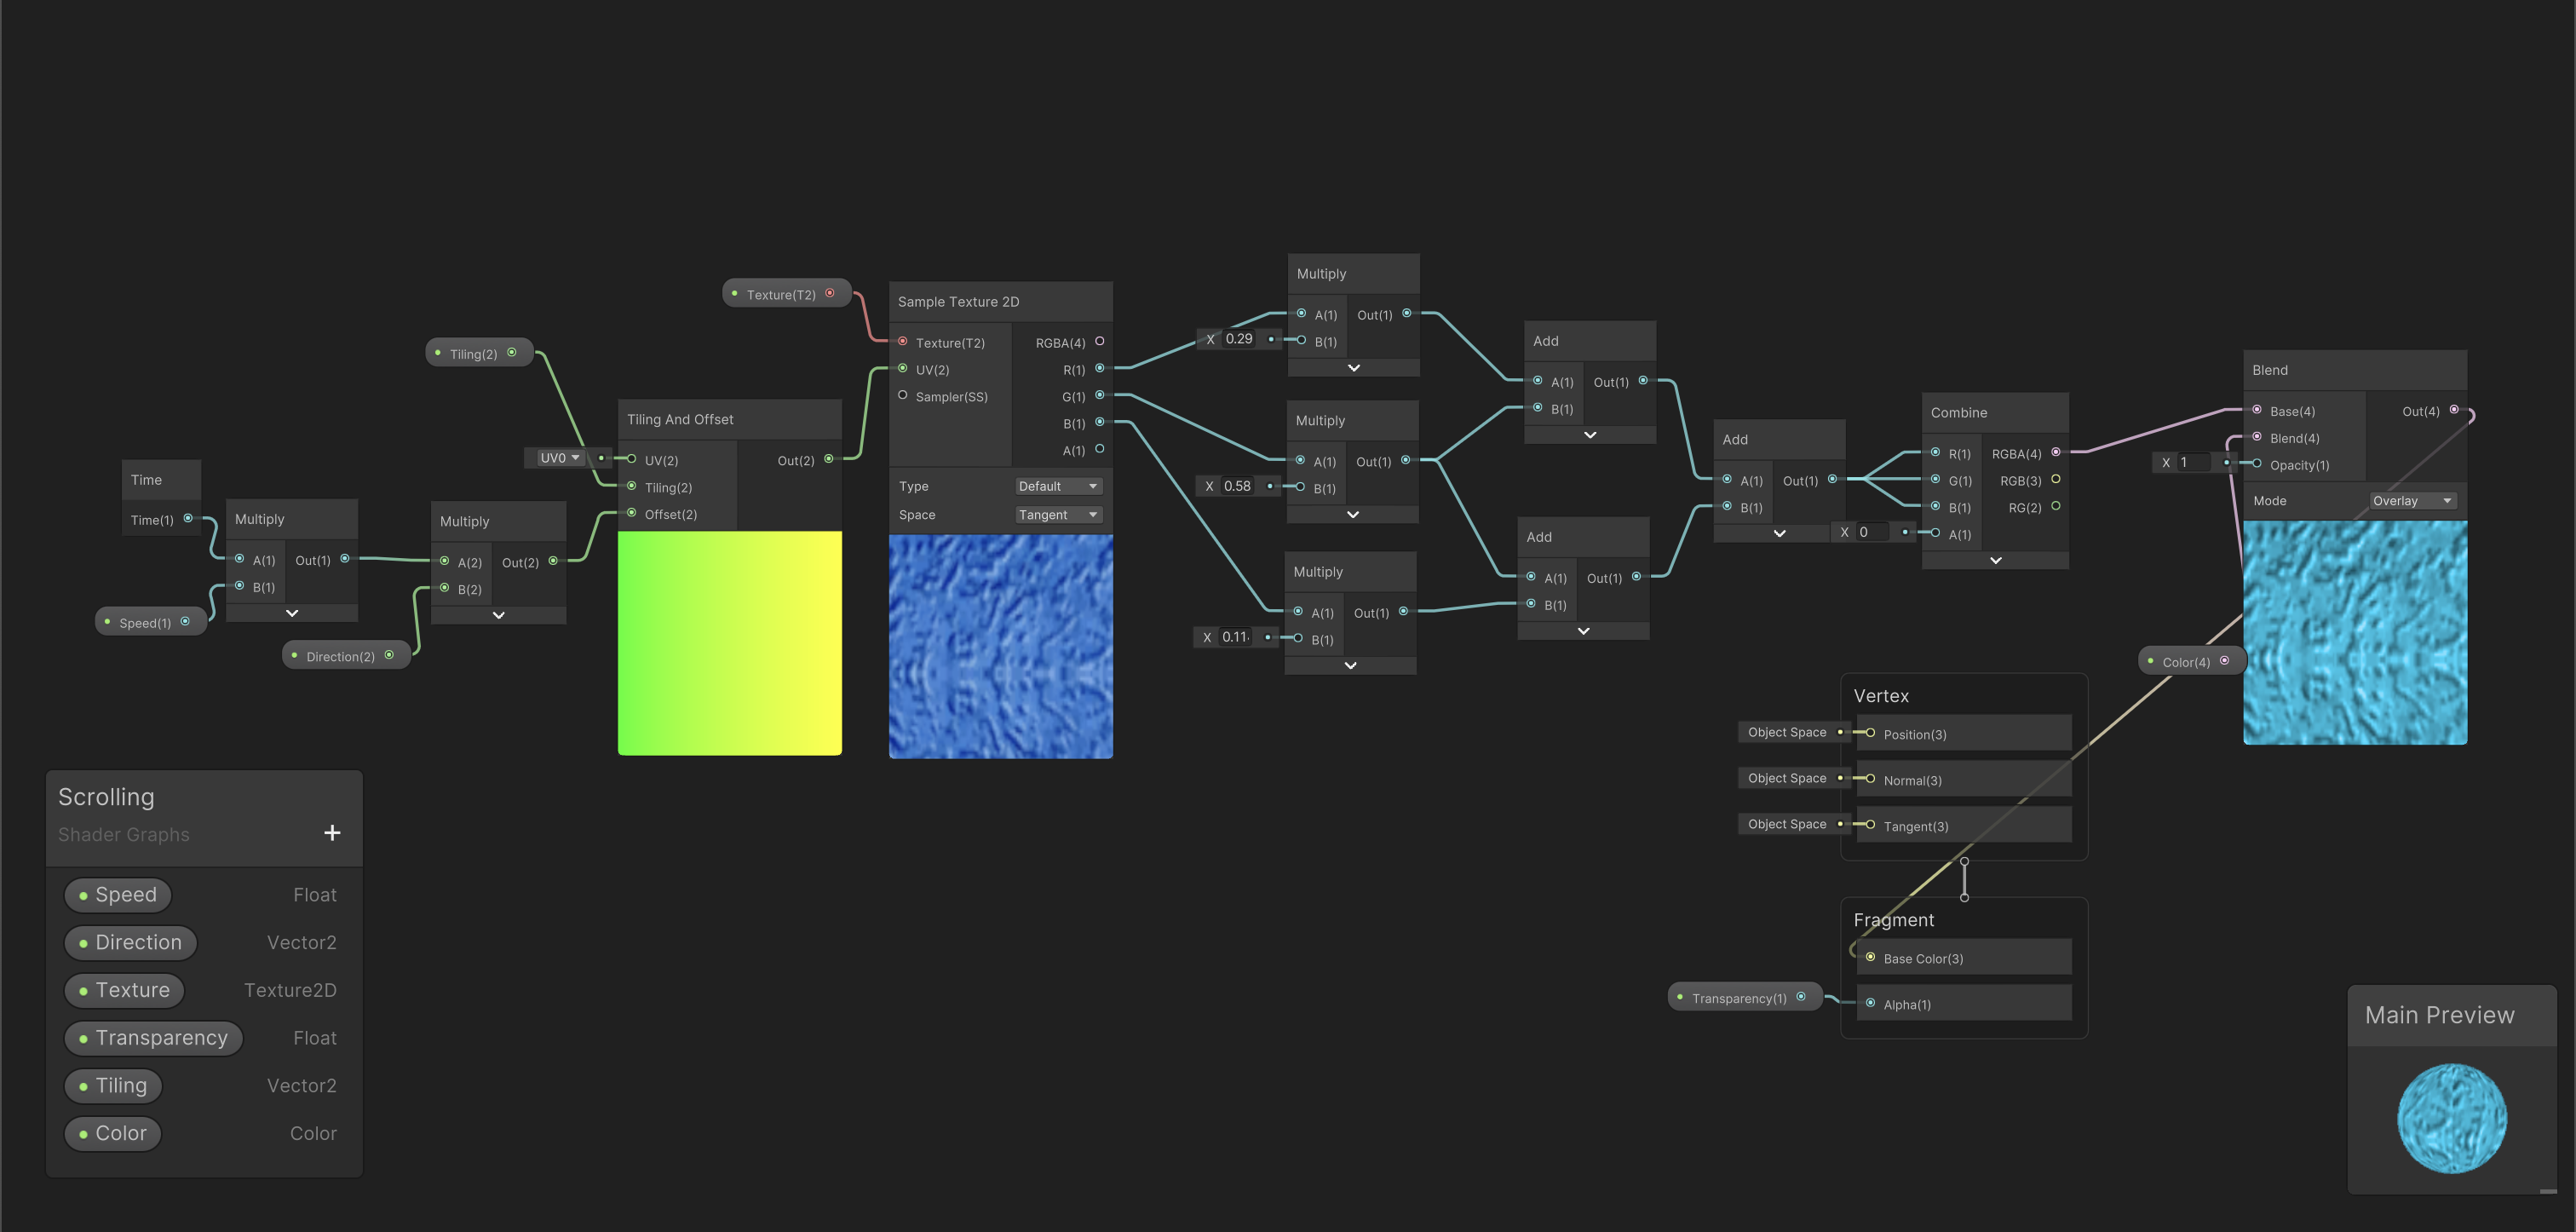 Time
Time(1)
Speed(1)
Multiply
A(1) Out(1)
B(1)
Direction(2)
Multiply
A(2) Out(2)
B(2)
Tiling(2)
UV0
Tiling And Offset
UV(2) Out(2)
Tiling(2)
Offset(2)
Texture(T2)
Sample Texture 2D
Texture(T2) RGBA(4)
UV(2) R(1)
Sampler(SS) G(1)
B(1)
A(1)
Type Default
Space Tangent
Multiply
A(1) Out(1)
X 0.29 B(1)
Multiply
A(1) Out(1)
X 0.58 B(1)
Multiply
A(1) Out(1)
X 0.11 B(1)
Add
A(1) Out(1)
B(1)
Add
A(1) Out(1)
B(1)
Add
A(1) Out(1)
B(1)
Combine
R(1) RGBA(4)
G(1) RGB(3)
B(1) RG(2)
X 0 A(1)
Blend
Base(4) Out(4)
Blend(4)
X 1 Opacity(1)
Mode Overlay
Color(4)
Vertex
Object Space Position(3)
Object Space Normal(3)
Object Space Tangent(3)
Fragment
Base Color(3)
Transparency(1) Alpha(1)
Scrolling
Shader Graphs +
Speed Float
Direction Vector2
Texture Texture2D
Transparency Float
Tiling Vector2
Color Color
Main Preview